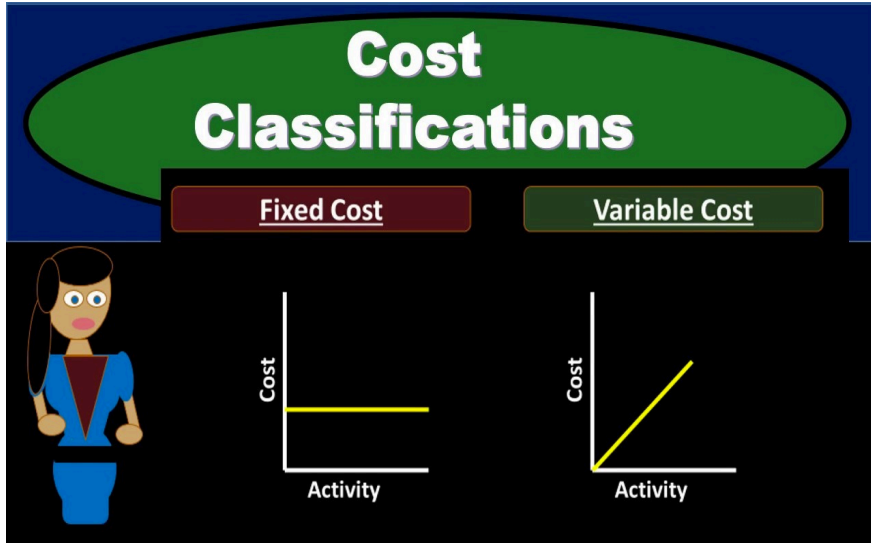 Cost
Classifications
Fixed Cost
Variable Cost
Cost
Activity
Cost
Activity